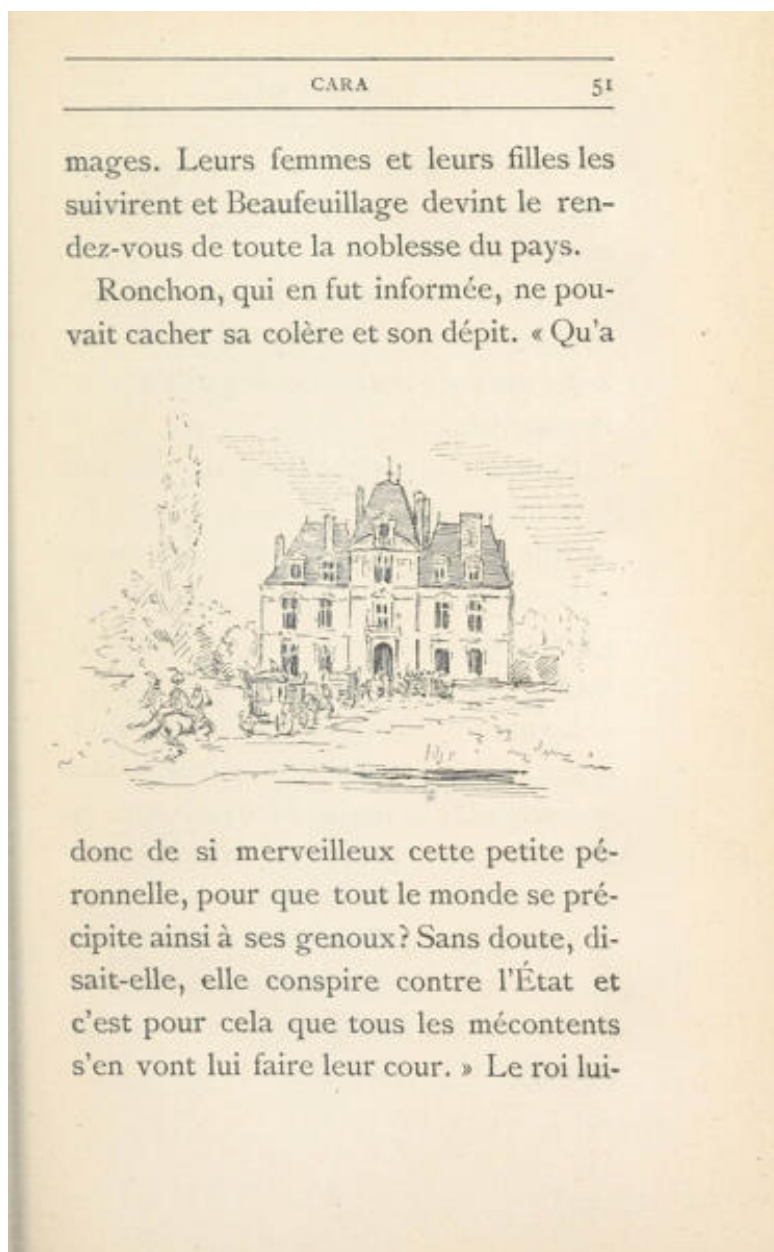 CARA 51
mages. Leurs femmes et leurs filles les
suivirent et Beaufeuillage devint le ren-
dez-vous de toute la noblesse du pays.
Ronchon, qui en fut informée, ne pou-
vait cacher sa colère et son dépit. « Qu'a
donc de si merveilleux cette petite pé-
ronnelle, pour que tout le monde se pré-
cipite ainsi à ses genoux? Sans doute, di-
sait-elle, elle conspire contre l'État et
c'est pour cela que tous les mécontents
s'en vont lui faire leur cour. » Le roi lui-